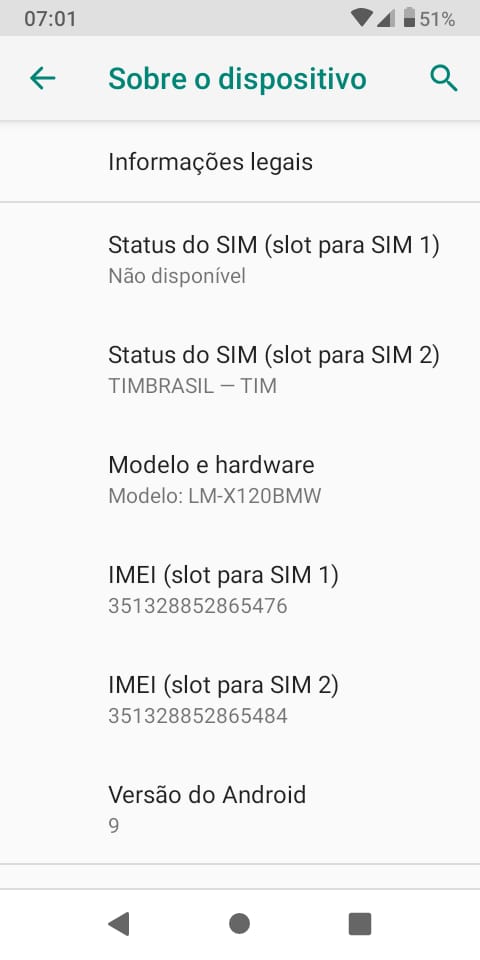 07:01
51%
Sobre o dispositivo
Informações legais
Status do SIM (slot para SIM 1)
Não disponível
Status do SIM (slot para SIM 2)
TIMBRASIL — TIM
Modelo e hardware
Modelo: LM-X120BMW
IMEI (slot para SIM 1)
351328852865476
IMEI (slot para SIM 2)
351328852865484
Versão do Android
9